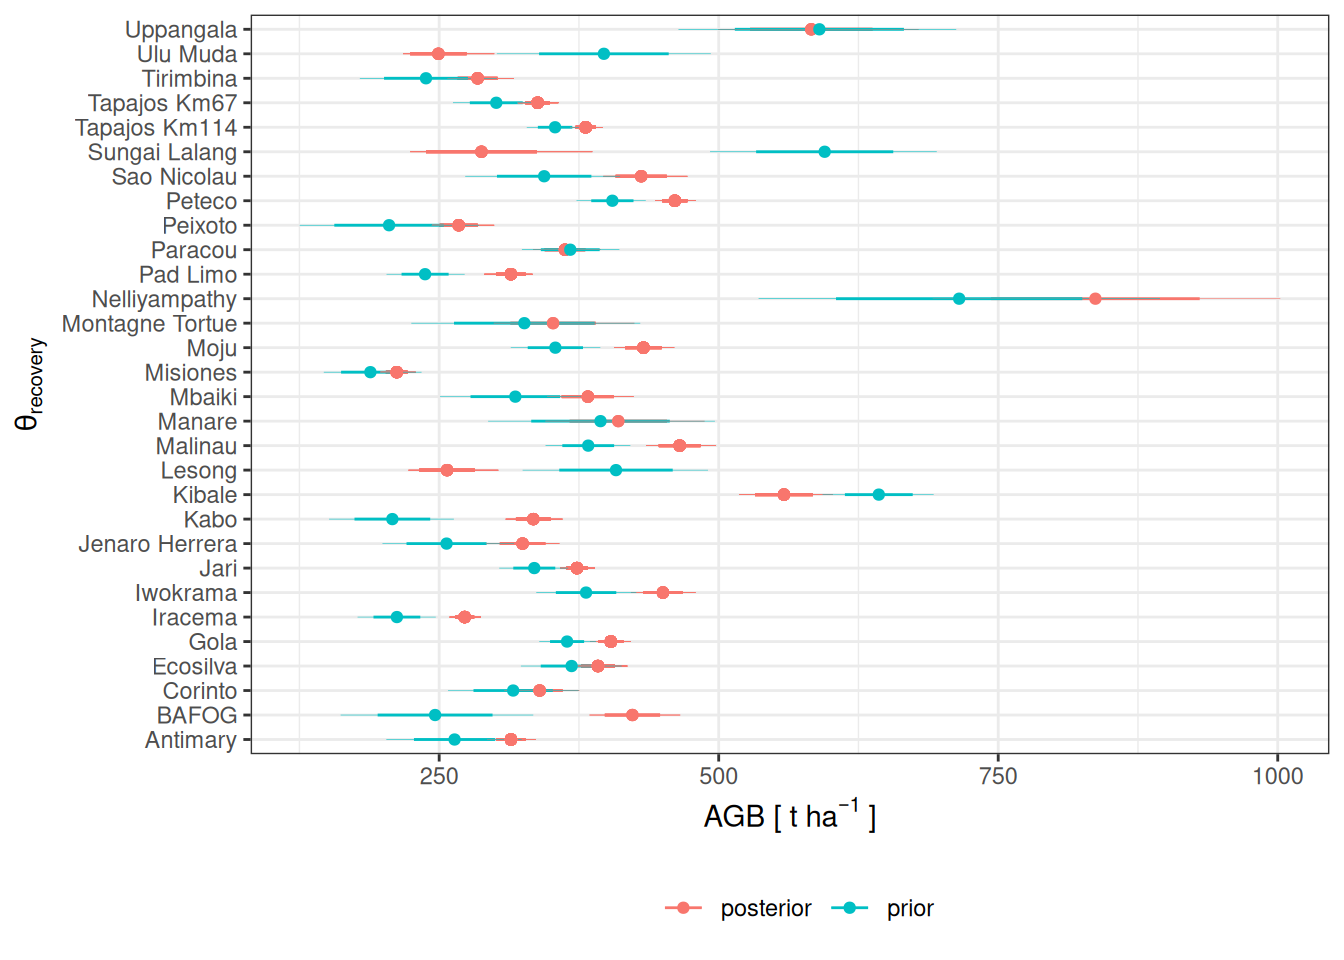 Uppangala
Ulu Muda
Tirimbina
Tapajos Km67
Tapajos Km114
Sungai Lalang
Sao Nicolau
Peteco
Peixoto
Paracou
Pad Limo
Nelliyampathy
Montagne Tortue
Moju
Misiones
Mbaiki
Manare
Malinau
Lesong
Kibale
Kabo
Jenaro Herrera
Jari
Iwokrama
Iracema
Gola
Ecosilva
Corinto
BAFOG
Antimary
θrecovery
250 500 750 1000
AGB [ t ha⁻¹ ]
posterior prior